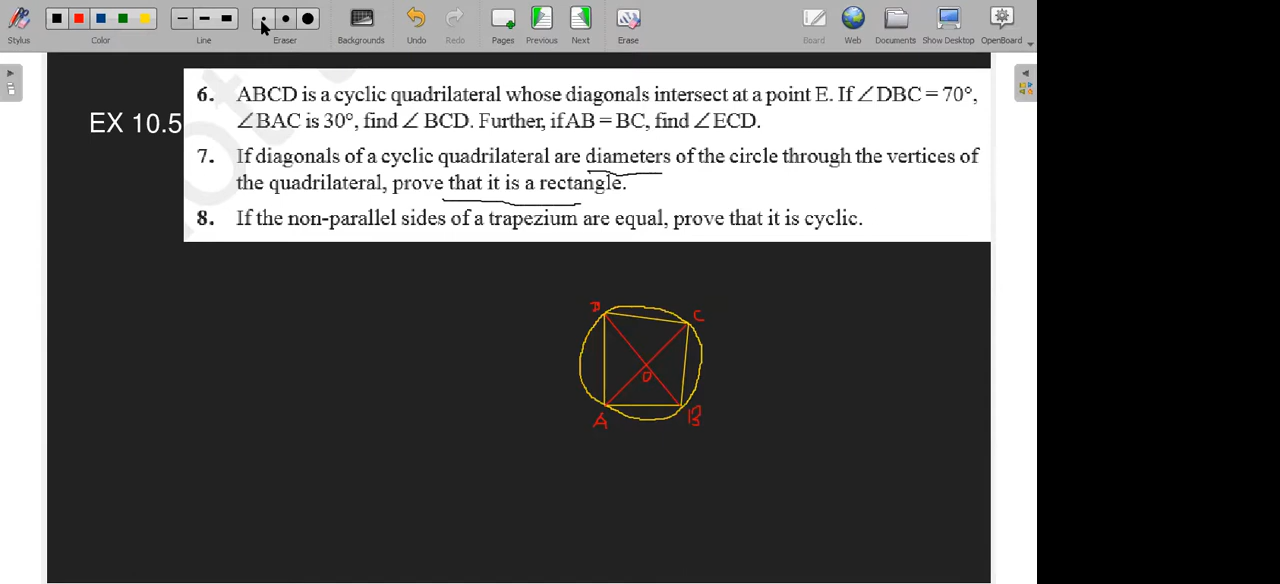 Stylus Color Line Eraser Backgrounds Undo Redo Pages Previous Next Erase Board Web Documents Show Desktop OpenBoard
EX 10.5
6. ABCD is a cyclic quadrilateral whose diagonals intersect at a point E. If ∠DBC = 70°,
∠BAC is 30°, find ∠ BCD. Further, if AB = BC, find ∠ECD.
7. If diagonals of a cyclic quadrilateral are diameters of the circle through the vertices of
the quadrilateral, prove that it is a rectangle.
8. If the non-parallel sides of a trapezium are equal, prove that it is cyclic.
D C
O
A B